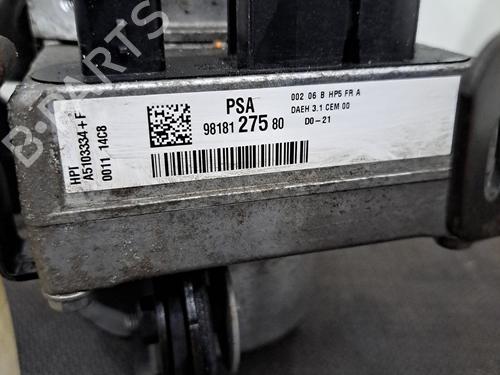 HPI
A5103334+F
0011 14C8
PSA
98181 275 80
002 06 B HP5 FR A
DAEH 3.1 CEM 00
D0-21
B-PARTS